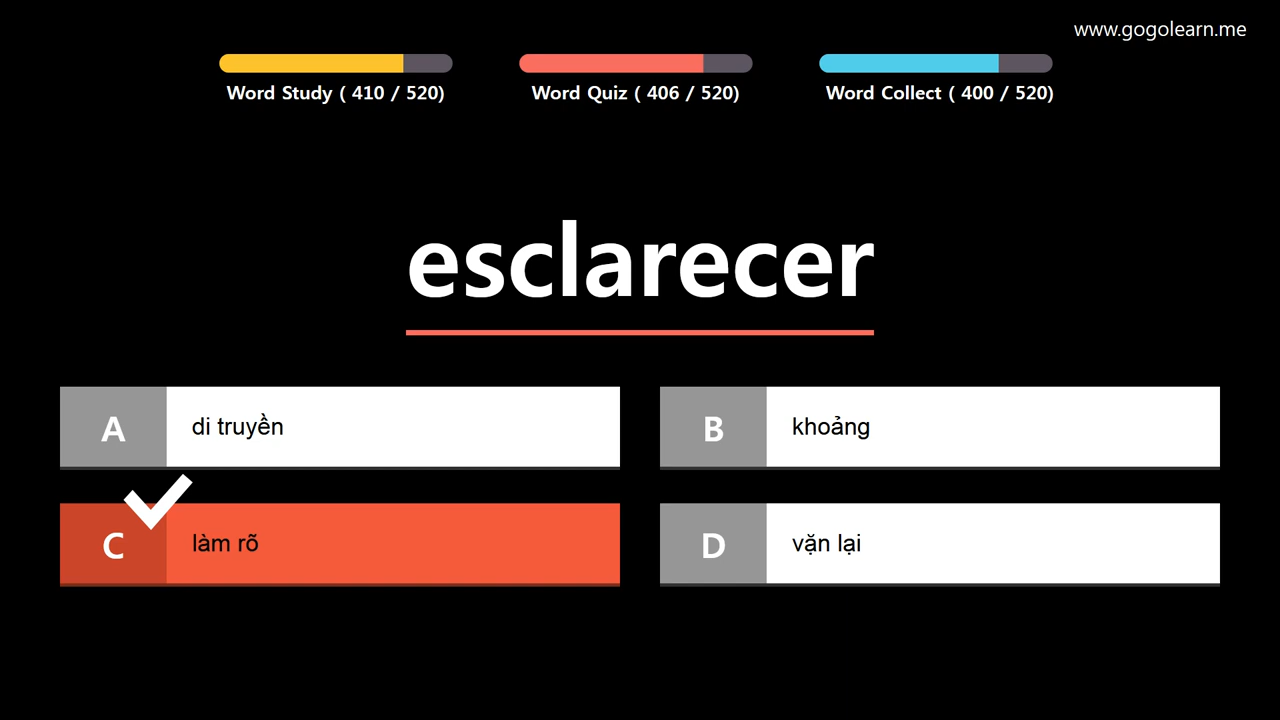 www.gogolearn.me
Word Study ( 410 / 520)
Word Quiz ( 406 / 520)
Word Collect ( 400 / 520)
esclarecer
A
di truyền
B
khoảng
C
làm rõ
D
vặn lại